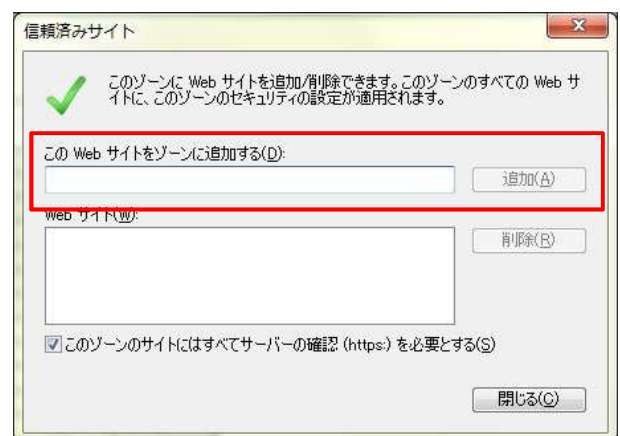 信頼済みサイト
このゾーンに Web サイトを追加/削除できます。このゾーンのすべての Web サ
イトに、このゾーンのセキュリティの設定が適用されます。
この Web サイトをゾーンに追加する(D):
追加(A)
Web サイト(W):
削除(R)
このゾーンのサイトにはすべてサーバーの確認 (https:) を必要とする(S)
閉じる(C)